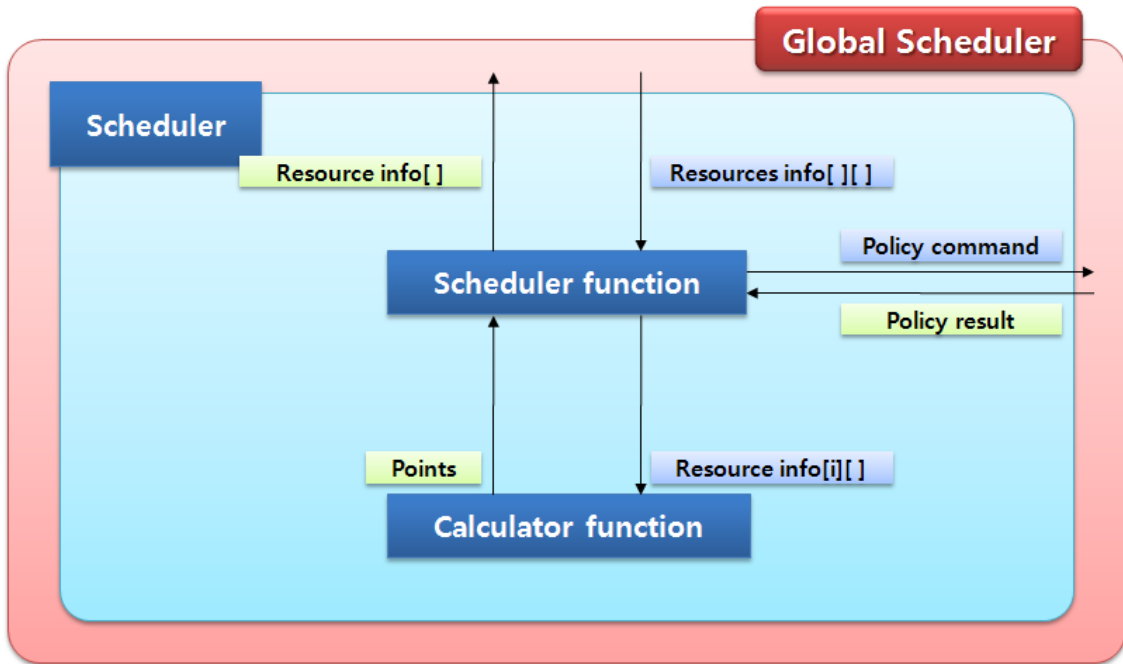 Global Scheduler
Scheduler
Resource info[ ]
Resources info[ ][ ]
Policy command
Scheduler function
Policy result
Points
Resource info[i][ ]
Calculator function